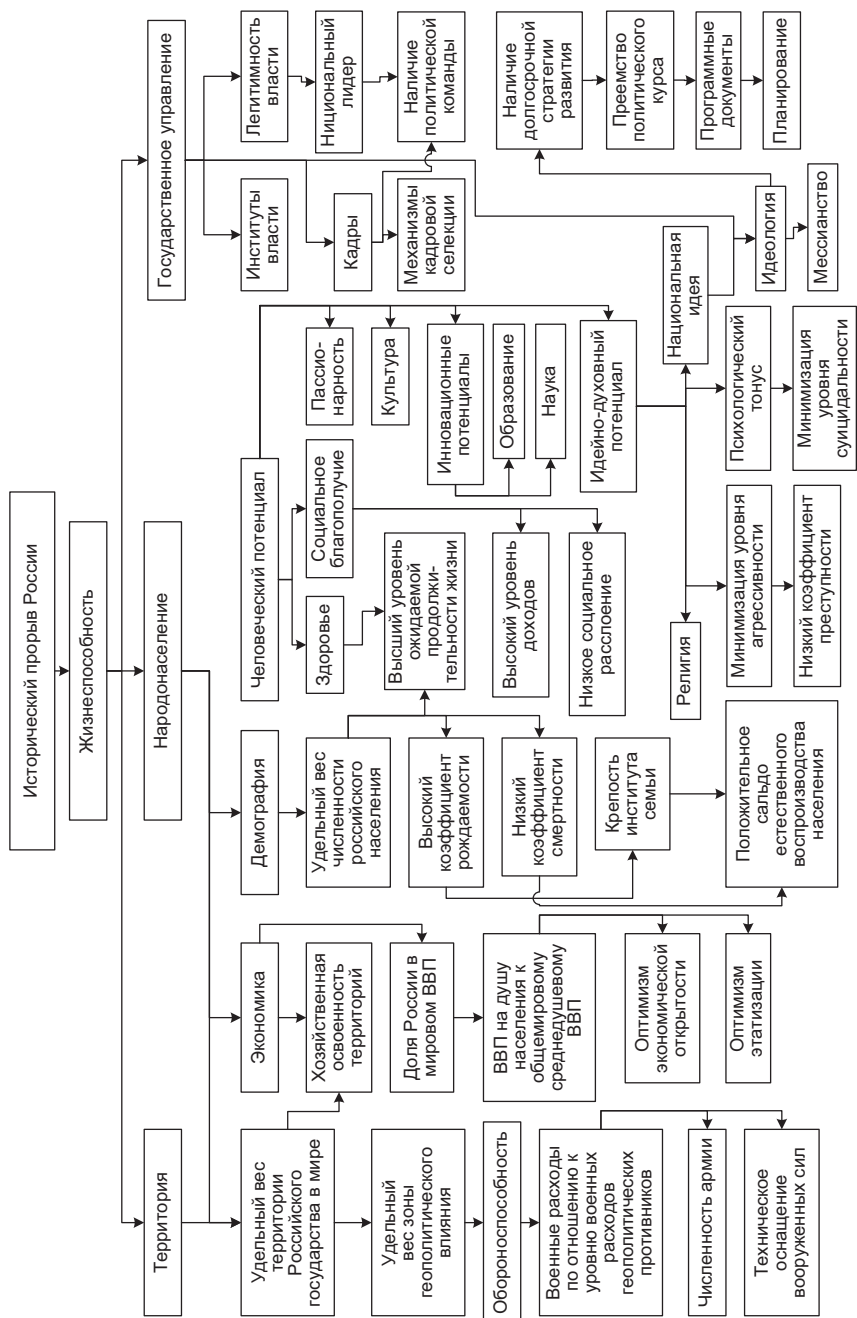 Исторический прорыв России
Жизнеспособность
Территория
Народонаселение
Государственное управление
Удельный вес
территории
Российского
государства в мире
Удельный
вес зоны
геополитического
влияния
Обороноспособность
Военные расходы
по отношению к
уровню военных
расходов
геополитических
противников
Численность армии
Техническое
оснащение
вооруженных сил
Экономика
Хозяйственная
освоенность
территорий
Доля России в
мировом ВВП
ВВП на душу
населения к
общемировому
среднедушевому
ВВП
Оптимизм
экономической
открытости
Оптимизм
этатизации
Демография
Удельный вес
численности
российского
населения
Высокий
коэффициент
рождаемости
Низкий
коэффициент
смертности
Крепость
института
семьи
Положительное
сальдо
естественного
воспроизводства
населения
Человеческий потенциал
Здоровье
Высший уровень
ожидаемой
продолжи-
тельности жизни
Социальное
благополучие
Высокий уровень
доходов
Низкое социальное
расслоение
Пассио-
нарность
Культура
Инновационные
потенциалы
Образование
Наука
Идейно-духовный
потенциал
Религия
Минимизация уровня
агрессивности
Низкий коэффициент
преступности
Психологический
тонус
Минимизация
уровня
суицидальности
Национальная
идея
Институты
власти
Легитимность
власти
Кадры
Нициональный
лидер
Механизмы
кадровой
селекции
Наличие
политической
команды
Идеология
Мессианство
Наличие
долгосрочной
стратегии
развития
Преемство
политического
курса
Программные
документы
Планирование